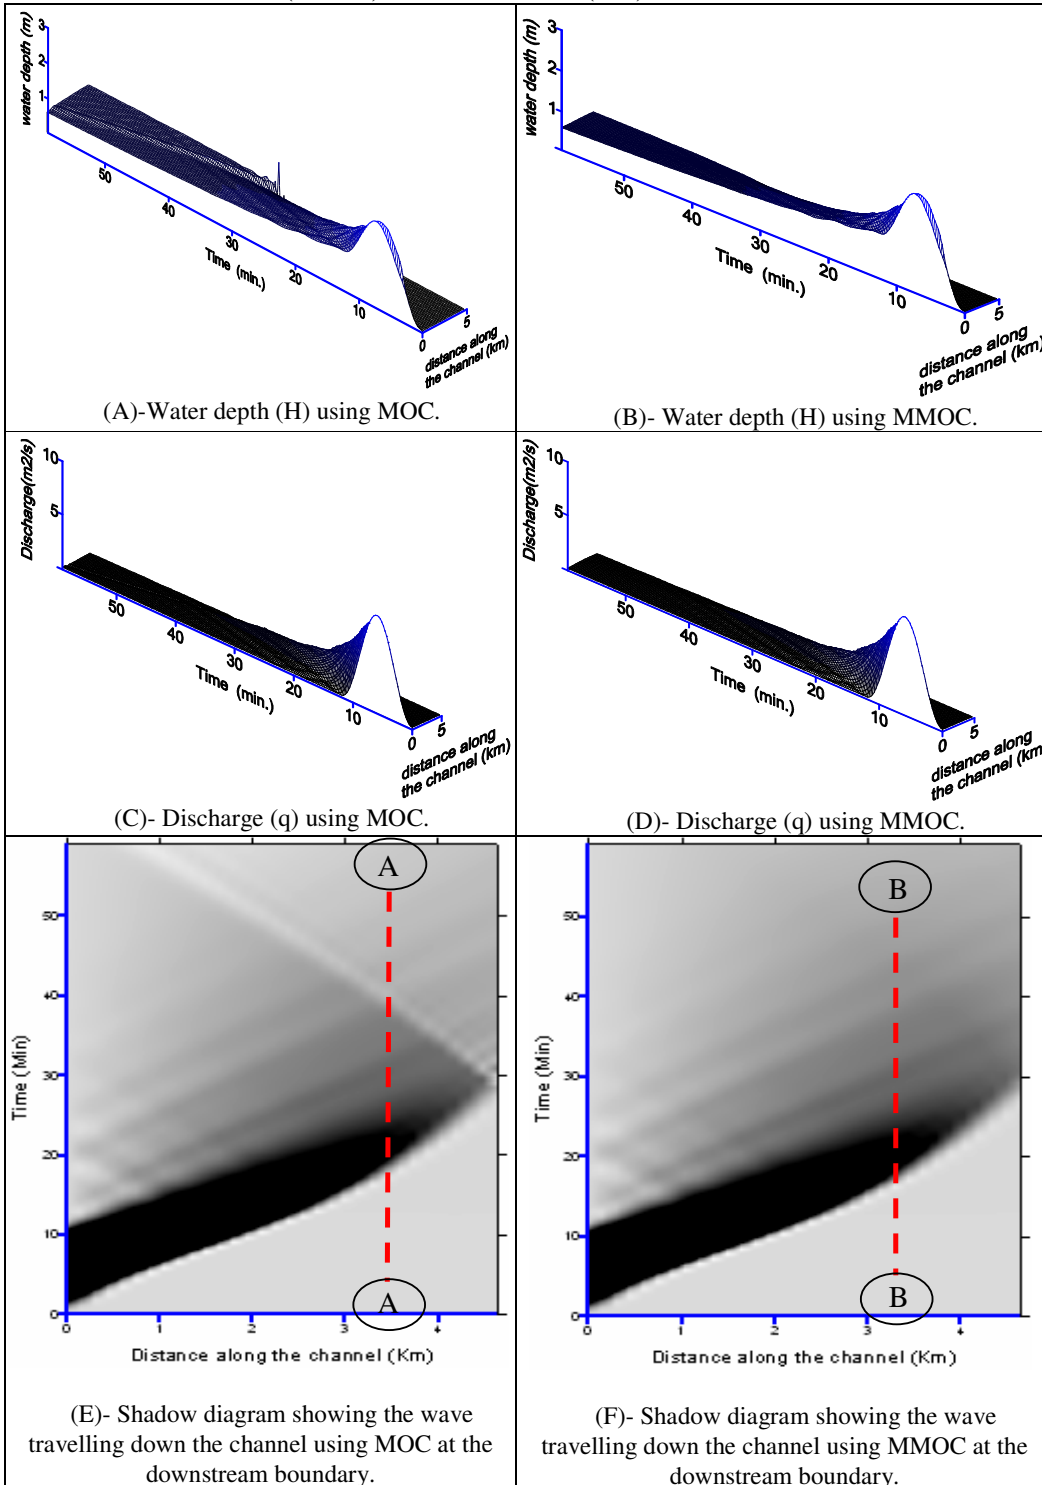 water depth (m)
3
2
1
50
40
30
20
10
0
5
Time (min.)
distance along
the channel (km)
(A)-Water depth (H) using MOC.
water depth (m)
3
2
1
50
40
30
20
10
0
5
Time (min.)
distance along
the channel (km)
(B)- Water depth (H) using MMOC.
Discharge(m2/s)
10
5
50
40
30
20
10
0
5
Time (min.)
distance along
the channel (km)
(C)- Discharge (q) using MOC.
Discharge(m2/s)
10
5
50
40
30
20
10
0
5
Time (min.)
distance along
the channel (km)
(D)- Discharge (q) using MMOC.
A
50
40
30
20
10
0
Time (Min)
A
0 1 2 3 4
Distance along the channel (Km)
(E)- Shadow diagram showing the wave
travelling down the channel using MOC at the
downstream boundary.
B
50
40
30
20
10
0
Time (Min)
B
0 1 2 3 4
Distance along the channel (Km)
(F)- Shadow diagram showing the wave
travelling down the channel using MMOC at the
downstream boundary.